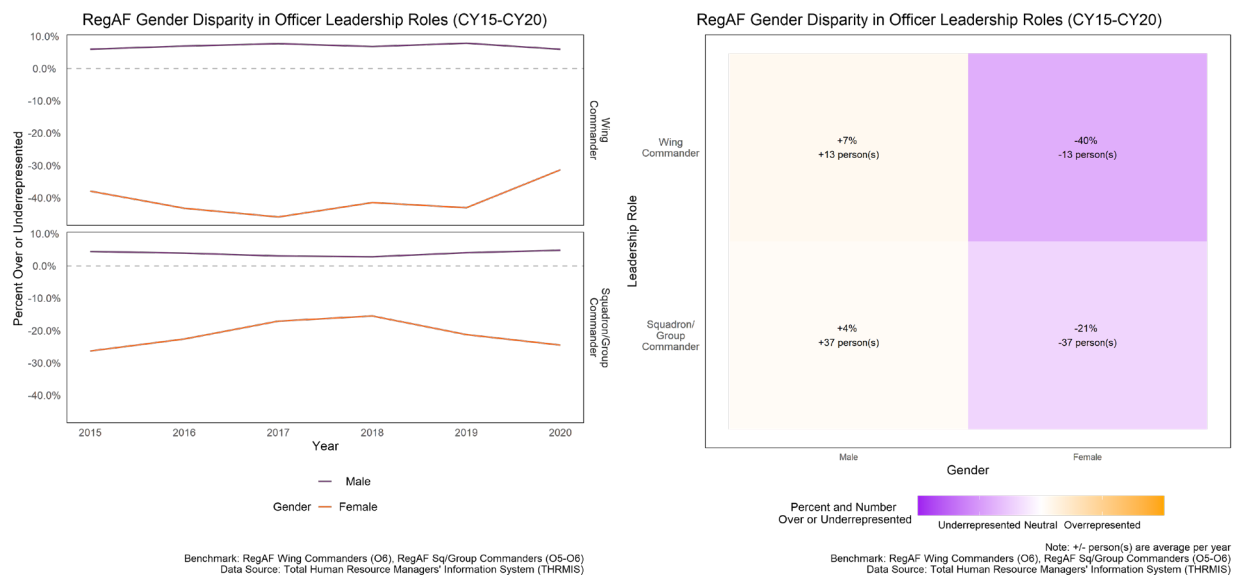 RegAF Gender Disparity in Officer Leadership Roles (CY15-CY20)
10.0%
0.0%
-10.0%
-20.0%
-30.0%
-40.0%
Wing
Commander
10.0%
0.0%
-10.0%
-20.0%
-30.0%
-40.0%
Squadron/Group
Commander
Percent Over or Underrepresented
2015
2016
2017
2018
2019
2020
Year
Male
Gender
Female
Benchmark: RegAF Wing Commanders (O6), RegAF Sq/Group Commanders (O5-O6)
Data Source: Total Human Resource Managers' Information System (THRMIS)
RegAF Gender Disparity in Officer Leadership Roles (CY15-CY20)
Leadership Role
Wing
Commander
+7%
+13 person(s)
-40%
-13 person(s)
Squadron/
Group
Commander
+4%
+37 person(s)
-21%
-37 person(s)
Male
Female
Gender
Percent and Number
Over or Underrepresented
Underrepresented Neutral Overrepresented
Note: +/- person(s) are average per year
Benchmark: RegAF Wing Commanders (O6), RegAF Sq/Group Commanders (O5-O6)
Data Source: Total Human Resource Managers' Information System (THRMIS)